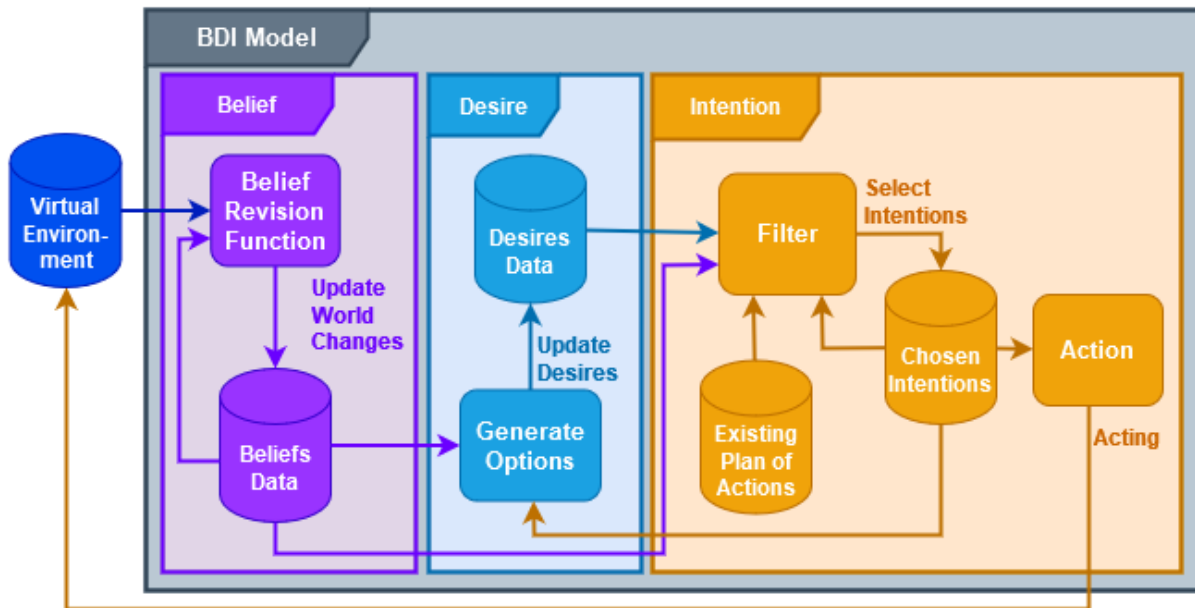 BDI Model
Belief
Desire
Intention
Virtual
Environ-
ment
Belief
Revision
Function
Update
World
Changes
Beliefs
Data
Desires
Data
Update
Desires
Generate
Options
Filter
Select
Intentions
Existing
Plan of
Actions
Chosen
Intentions
Action
Acting